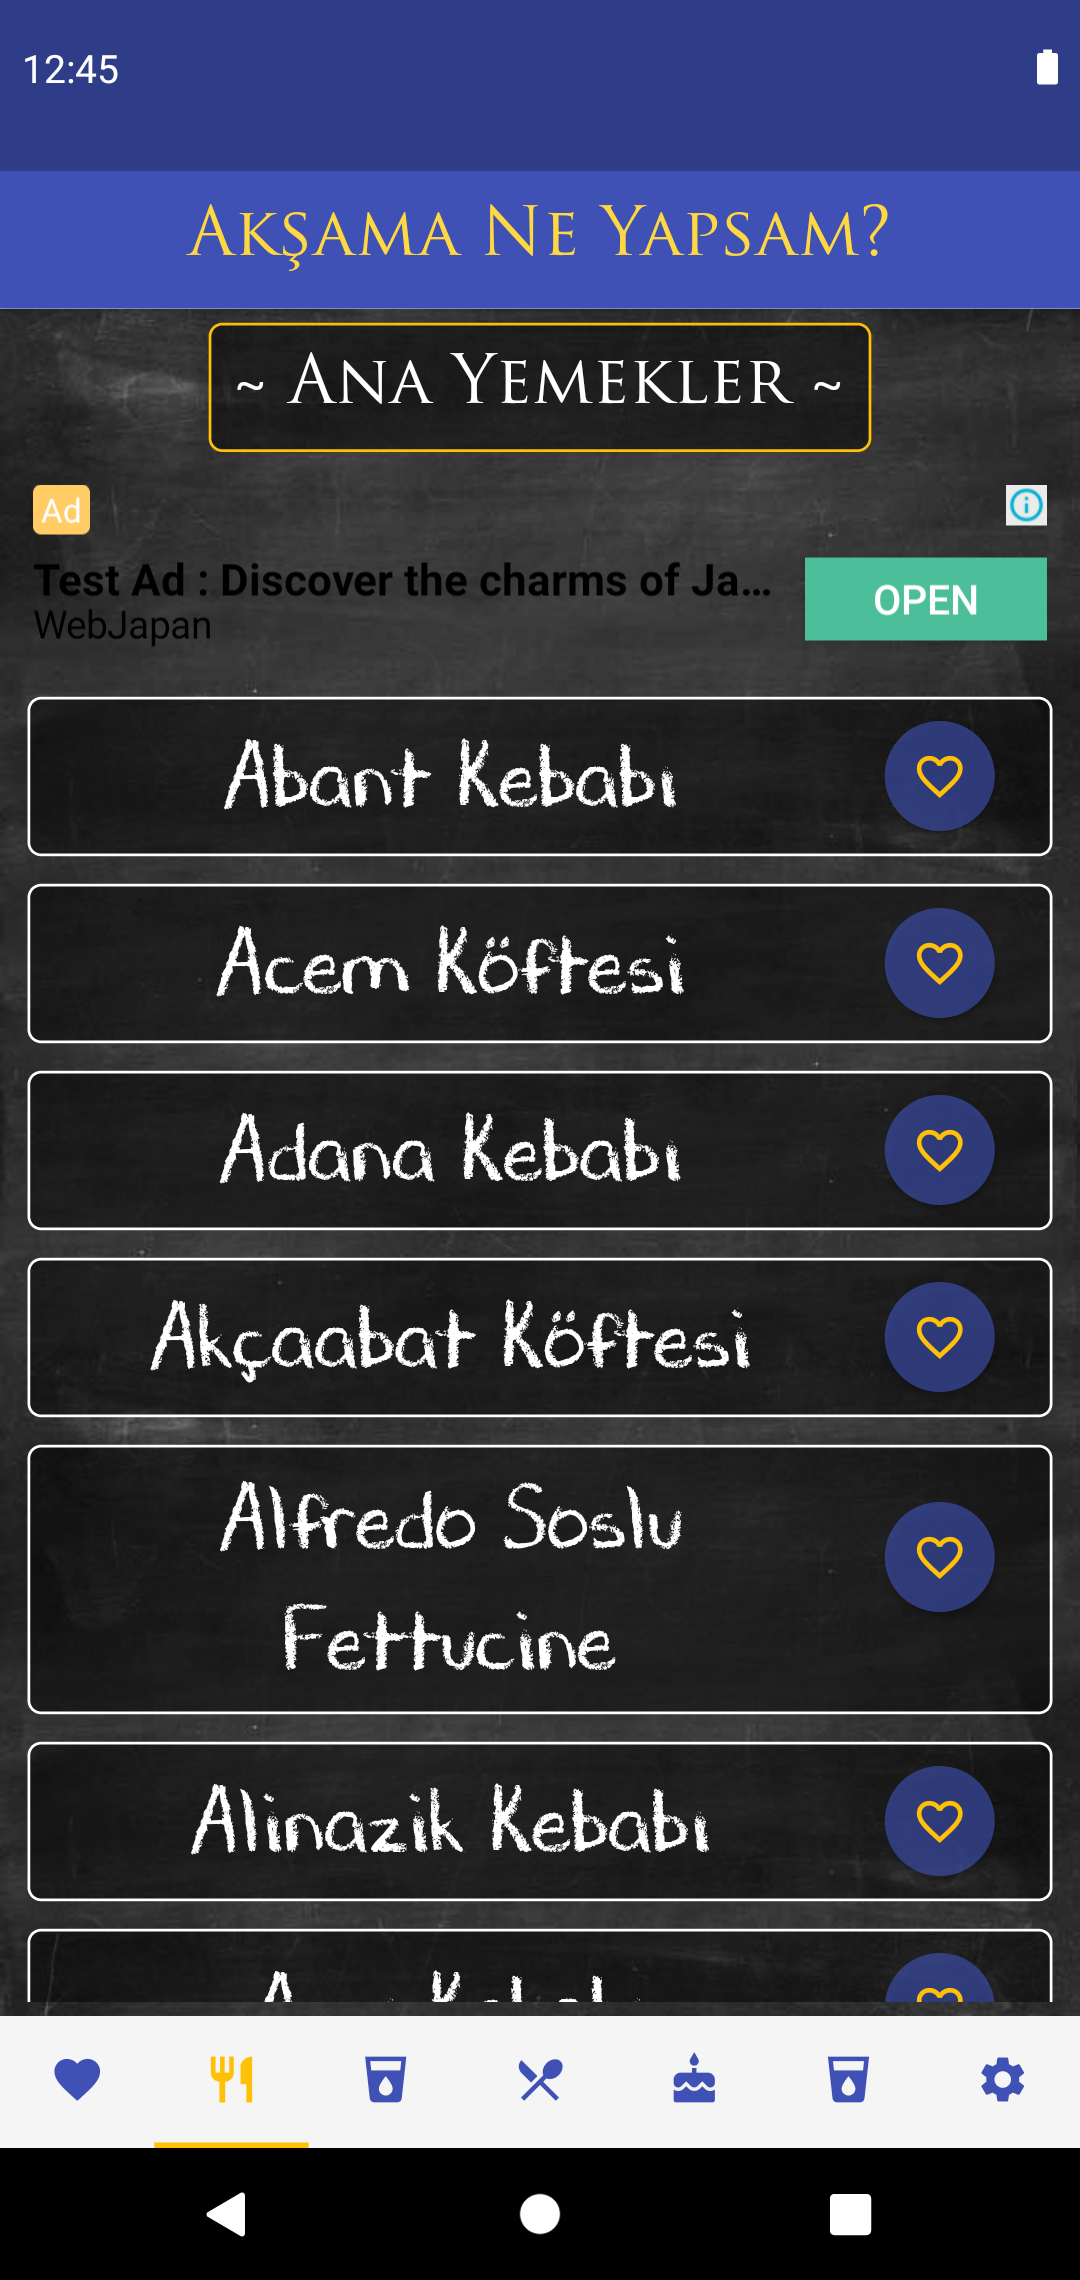 12:45
Akşama Ne Yapsam?
~ Ana Yemekler ~
Ad
Test Ad : Discover the charms of Ja...
WebJapan
OPEN
Abant Kebabı
Acem Köftesi
Adana Kebabı
Akçaabat Köftesi
Alfredo Soslu
Fettucine
Alinazik Kebabı